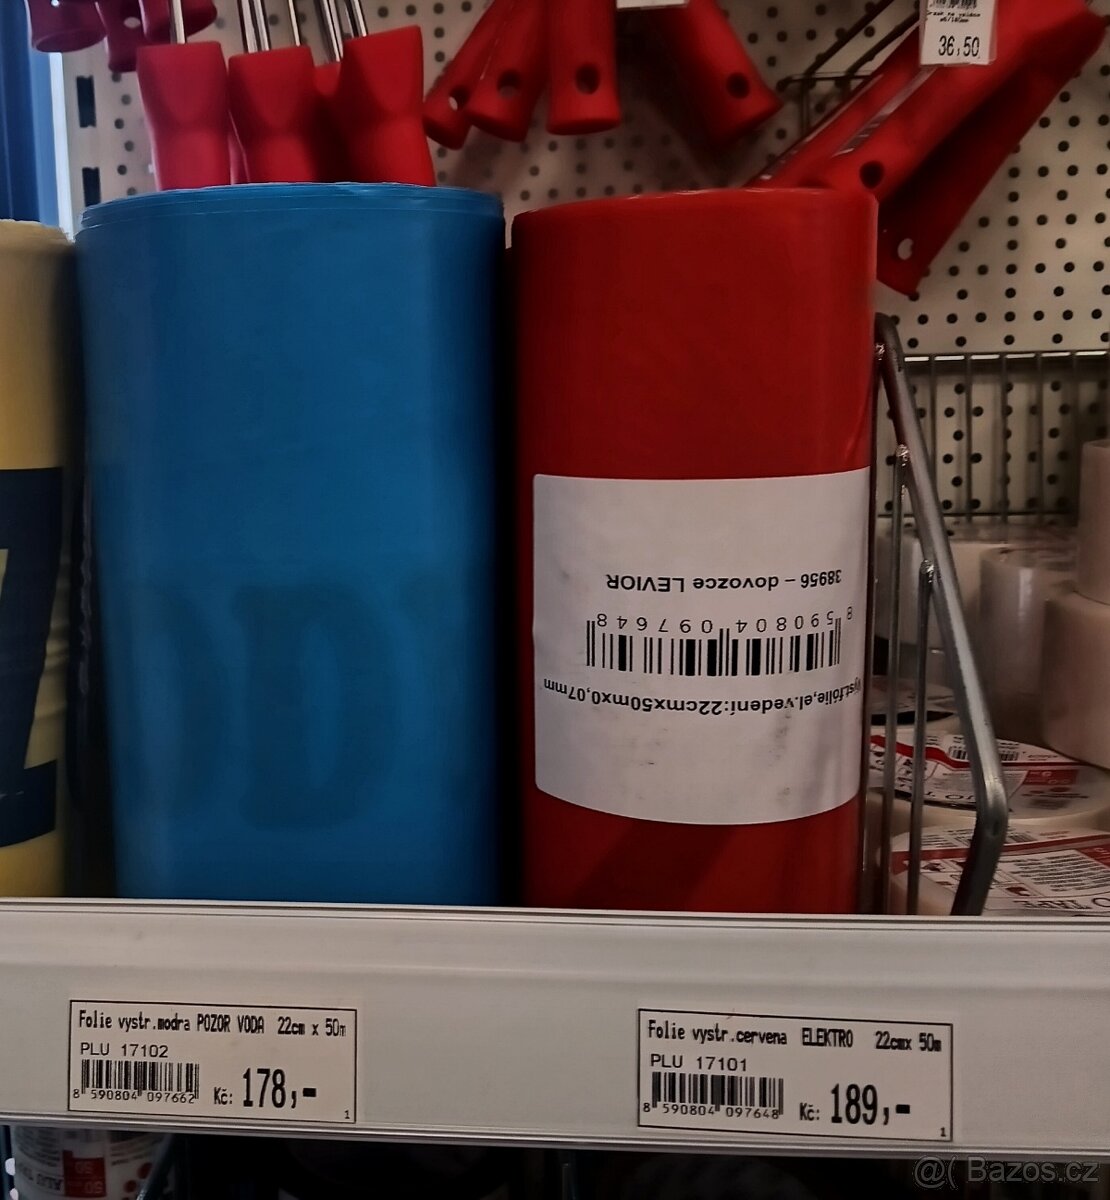 36,50
38956 – dovozce LEVIOR
8 590804 097648
Výst.fólie,el.vedení:22cmx50mx0,07mm
Folie vystr.modra POZOR VODA 22cm x 50m
PLU 17102
8 590804 097662
Kč: 178,-
1
Folie vystr.cervena ELEKTRO 22cmx 50m
PLU 17101
8 590804 097648
Kč: 189,-
1
@( Bazos.cz